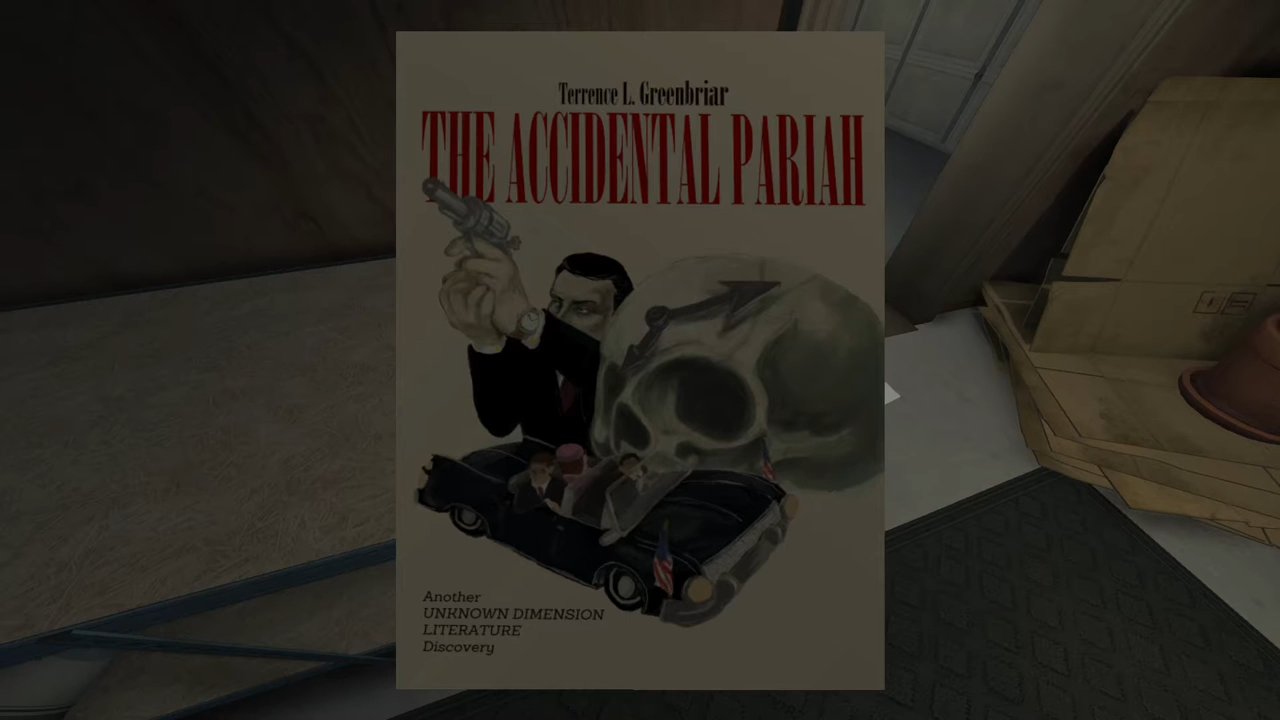 Terrence L. Greenbriar
THE ACCIDENTAL PARIAH
Another
UNKNOWN DIMENSION
LITERATURE
Discovery